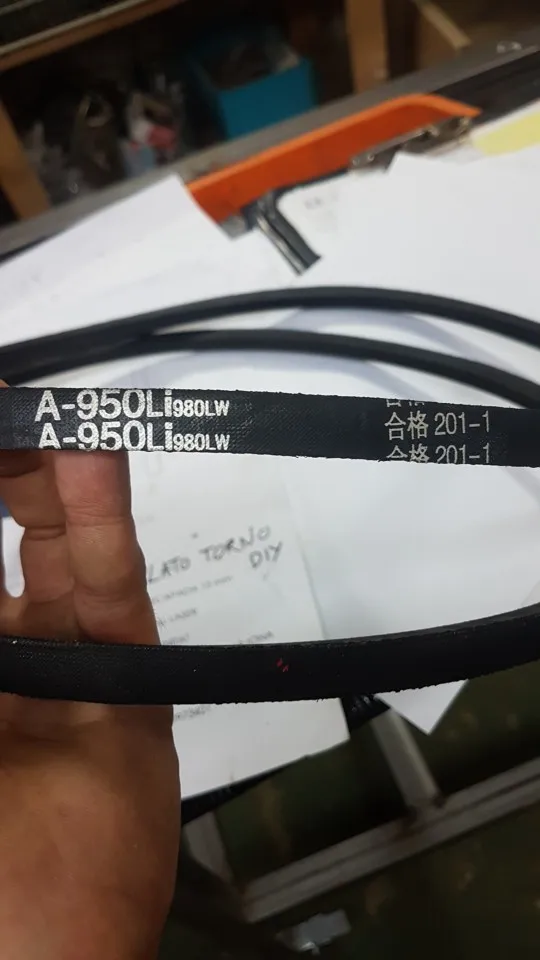 A-950Li980LW
A-950Li980LW
合格 201-1
合格 201-1
LATO TORNO
DIY